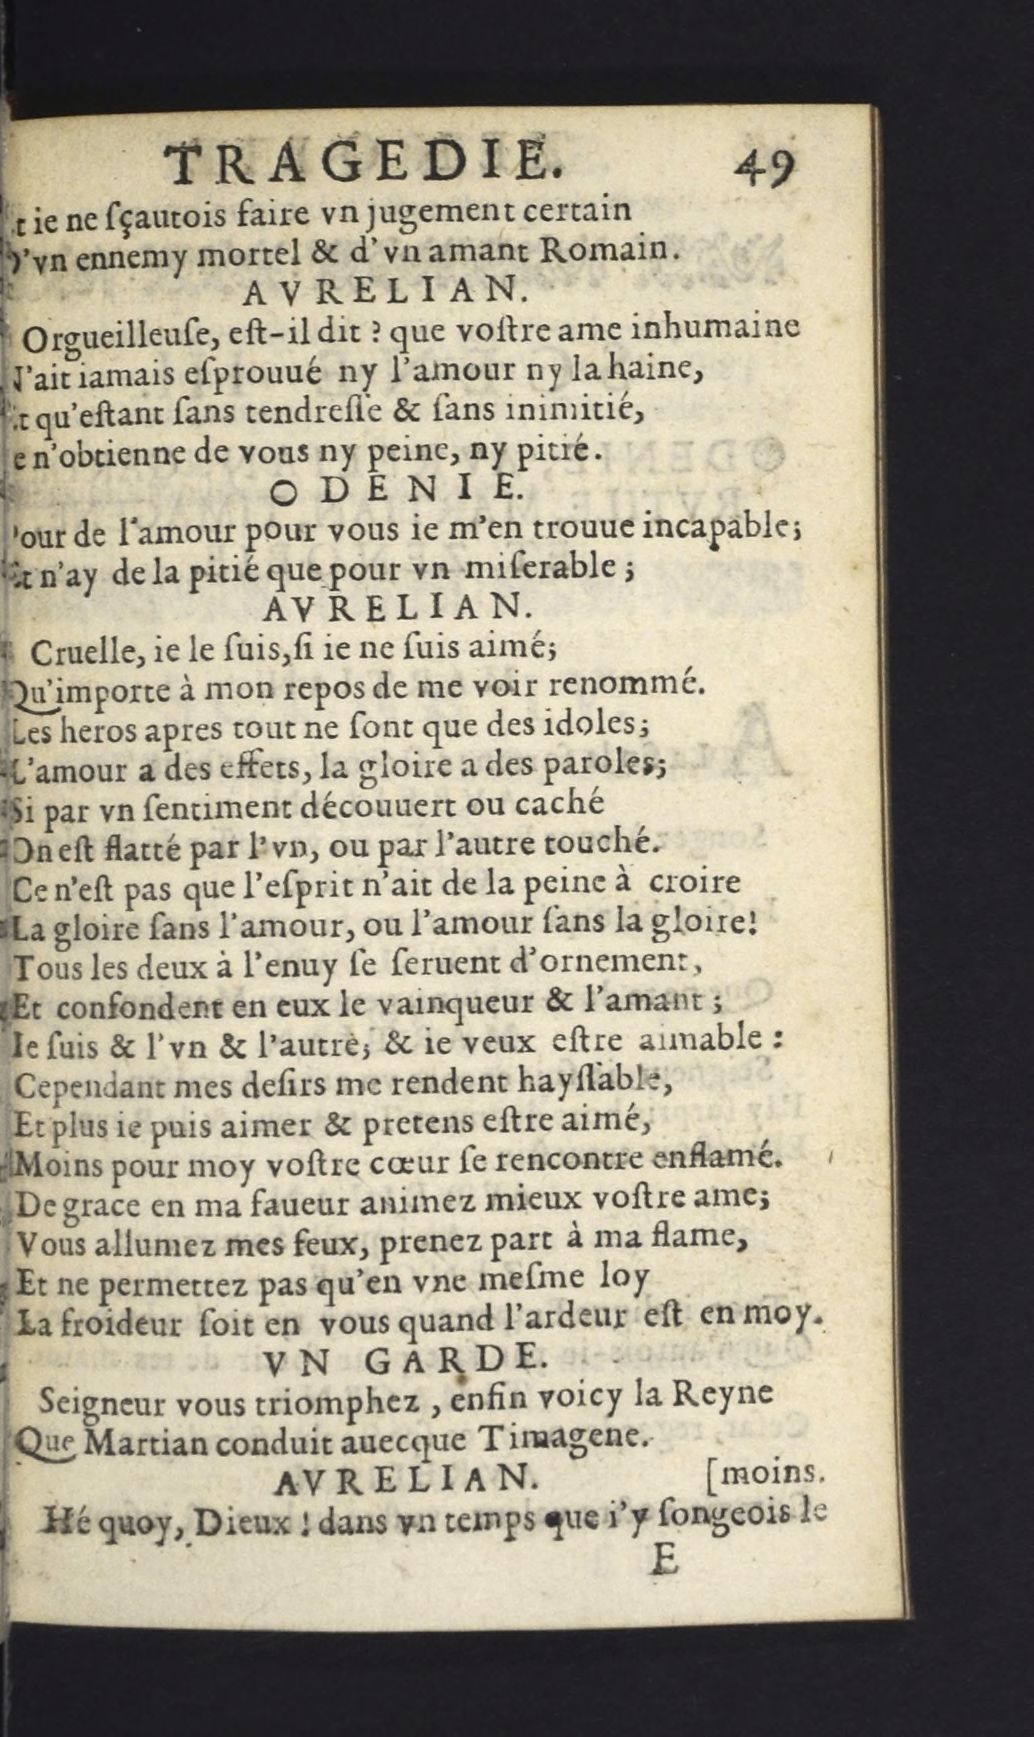 TRAGEDIE. 49
t ie ne ſçautois faire vn jugement certain
D'vn ennemy mortel & d'vn amant Romain.
AVRELIAN.
Orgueilleuſe, eſt-il dit ? que voſtre ame inhumaine
N'ait iamais eſprouué ny l'amour ny la haine,
Et qu'eſtant ſans tendreſſe & ſans inimitié,
e n'obtienne de vous ny peine, ny pitié.
ODENIE.
Pour de l'amour pour vous ie m'en trouue incapable;
Et n'ay de la pitié que pour vn miſerable ;
AVRELIAN.
Cruelle, ie le ſuis, ſi ie ne ſuis aimé;
Qu'importe à mon repos de me voir renommé.
Les heros apres tout ne ſont que des idoles;
L'amour a des effets, la gloire a des paroles;
Si par vn ſentiment découuert ou caché
On eſt flatté par l'vn, ou par l'autre touché.
Ce n'eſt pas que l'eſprit n'ait de la peine à croire
La gloire ſans l'amour, ou l'amour ſans la gloire!
Tous les deux à l'enuy ſe ſeruent d'ornement,
Et confondent en eux le vainqueur & l'amant ;
Ie ſuis & l'vn & l'autre; & ie veux eſtre aimable :
Cependant mes deſirs me rendent hayſſable,
Et plus ie puis aimer & pretens eſtre aimé,
Moins pour moy voſtre cœur ſe rencontre enflamé.
De grace en ma faueur animez mieux voſtre ame;
Vous allumez mes feux, prenez part à ma flame,
Et ne permettez pas qu'en vne meſme loy
La froideur ſoit en vous quand l'ardeur eſt en moy.
VN GARDE.
Seigneur vous triomphez , enfin voicy la Reyne
Que Martian conduit auecque Timagene.
AVRELIAN. [moins.
Hé quoy, Dieux ! dans vn temps que i'y ſongeois le
E